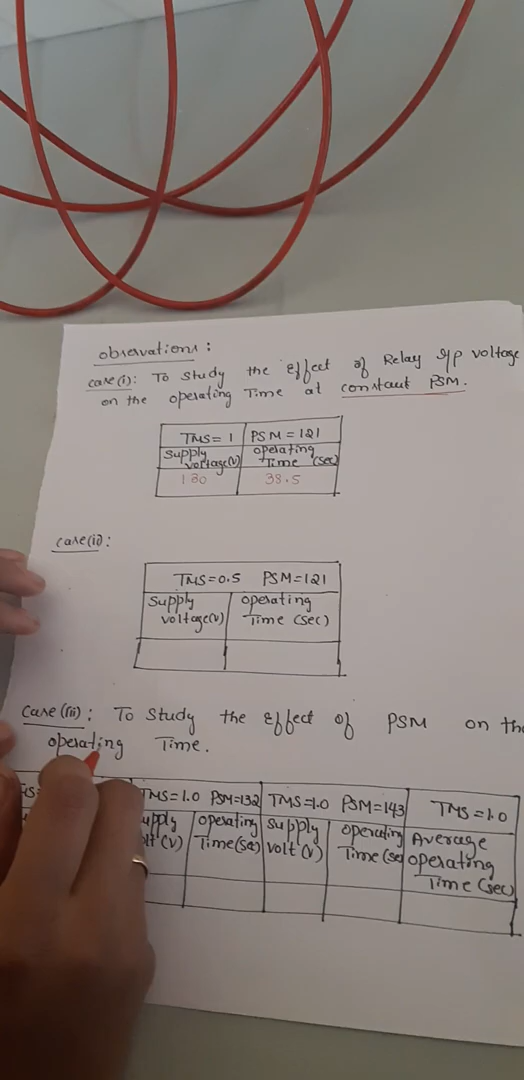 observations:
case(i): To study the effect of Relay I/p voltage
on the operating Time at constant PSM.
TMS=1 PSM=121
supply voltage(v) operating Time (sec)
130 38.5
case(ii):
TMS=0.5 PSM=121
supply voltage(v) operating Time (sec)
case(iii): To study the Effect of PSM on the
operating Time.
TMS=1.0 PSM=132 TMS=1.0 PSM=143 TMS=1.0
operating Supply operating Average
Time(sec) volt(v) operating
Time (sec)